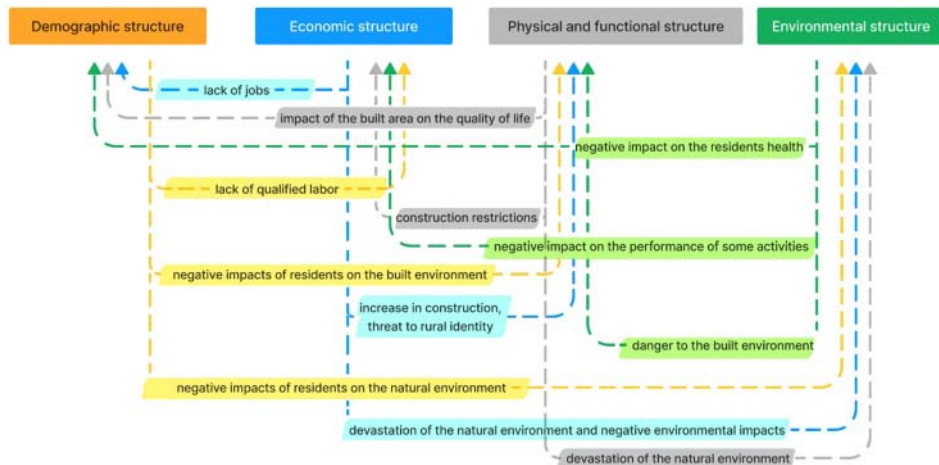 Demographic structure
Economic structure
Physical and functional structure
Environmental structure
lack of jobs
impact of the built area on the quality of life
negative impact on the residents health
lack of qualified labor
construction restrictions
negative impact on the performance of some activities
negative impacts of residents on the built environment
increase in construction,
threat to rural identity
danger to the built environment
negative impacts of residents on the natural environment
devastation of the natural environment and negative environmental impacts
devastation of the natural environment